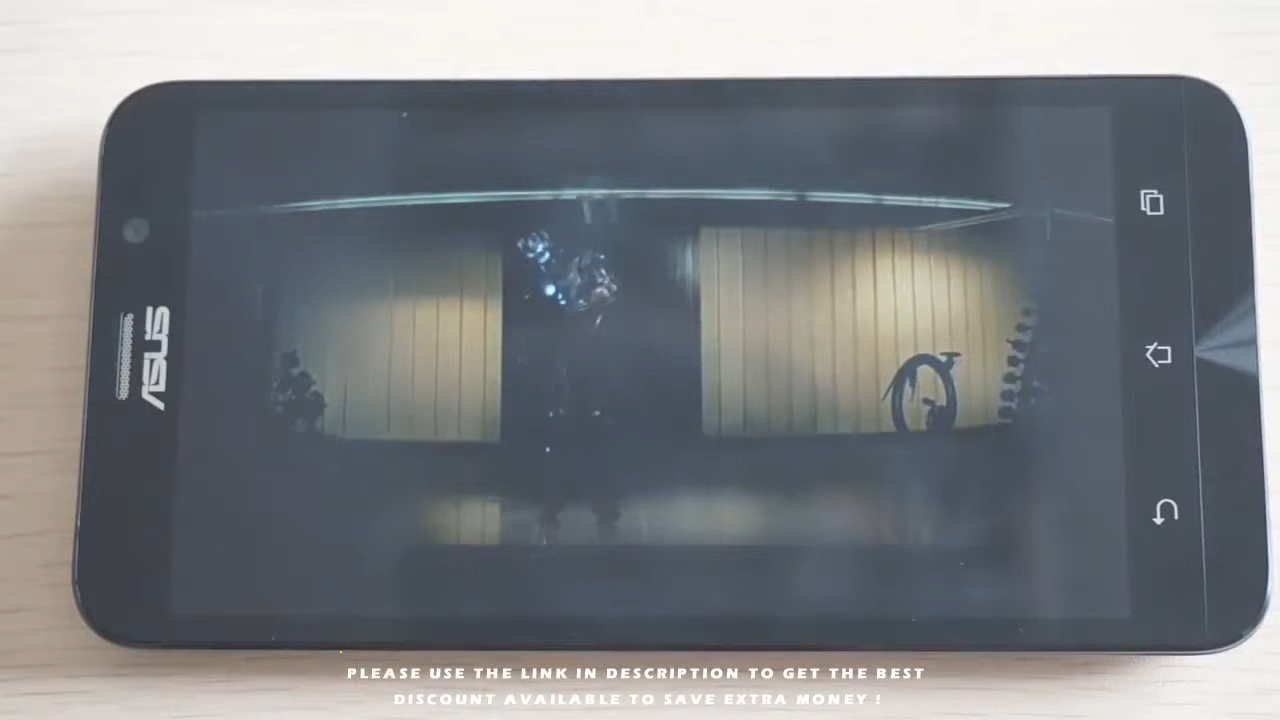 ASUS
PLEASE USE THE LINK IN DESCRIPTION TO GET THE BEST
DISCOUNT AVAILABLE TO SAVE EXTRA MONEY !